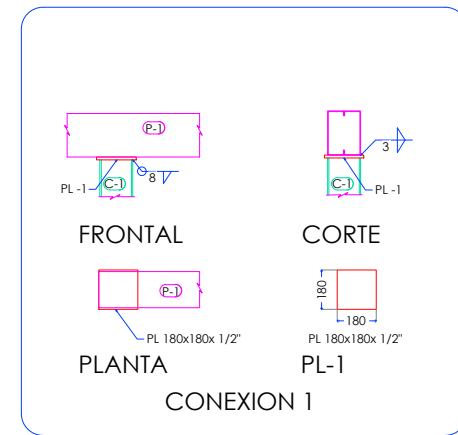 P-1
3
PL -1
C-1
8
C-1
PL -1
FRONTAL
CORTE
P-1
180
180
PL 180x180x 1/2"
PL 180x180x 1/2"
PLANTA
PL-1
CONEXION 1